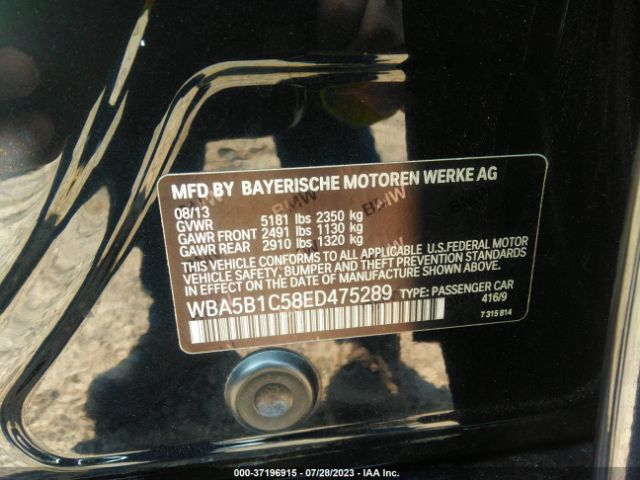 MFD BY BAYERISCHE MOTOREN WERKE AG
08/13
GVWR 5181 lbs 2350 kg
GAWR FRONT 2491 lbs 1130 kg
GAWR REAR 2910 lbs 1320 kg
THIS VEHICLE CONFORMS TO ALL APPLICABLE U.S.FEDERAL MOTOR
VEHICLE SAFETY, BUMPER, AND THEFT PREVENTION STANDARDS
IN EFFECT ON THE DATE OF MANUFACTURE SHOWN ABOVE.
WBA5B1C58ED475289 TYPE: PASSENGER CAR
416/9
7 315 814
000-37196915 / 07/28/2023 - IAA Inc.